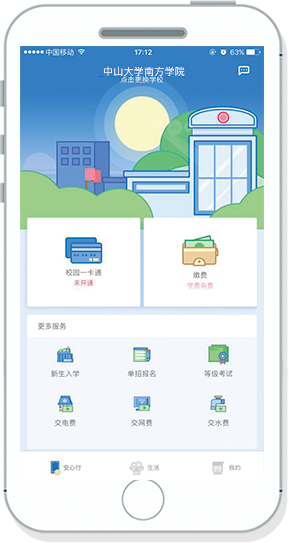 中国移动 17:12 63%
中山大学南方学院
点击更换学校
校园一卡通 缴费
未开通 学费杂费
更多服务
新生入学 单招报名 等级考试
交电费 交网费 交水费
安心付 生活 我的